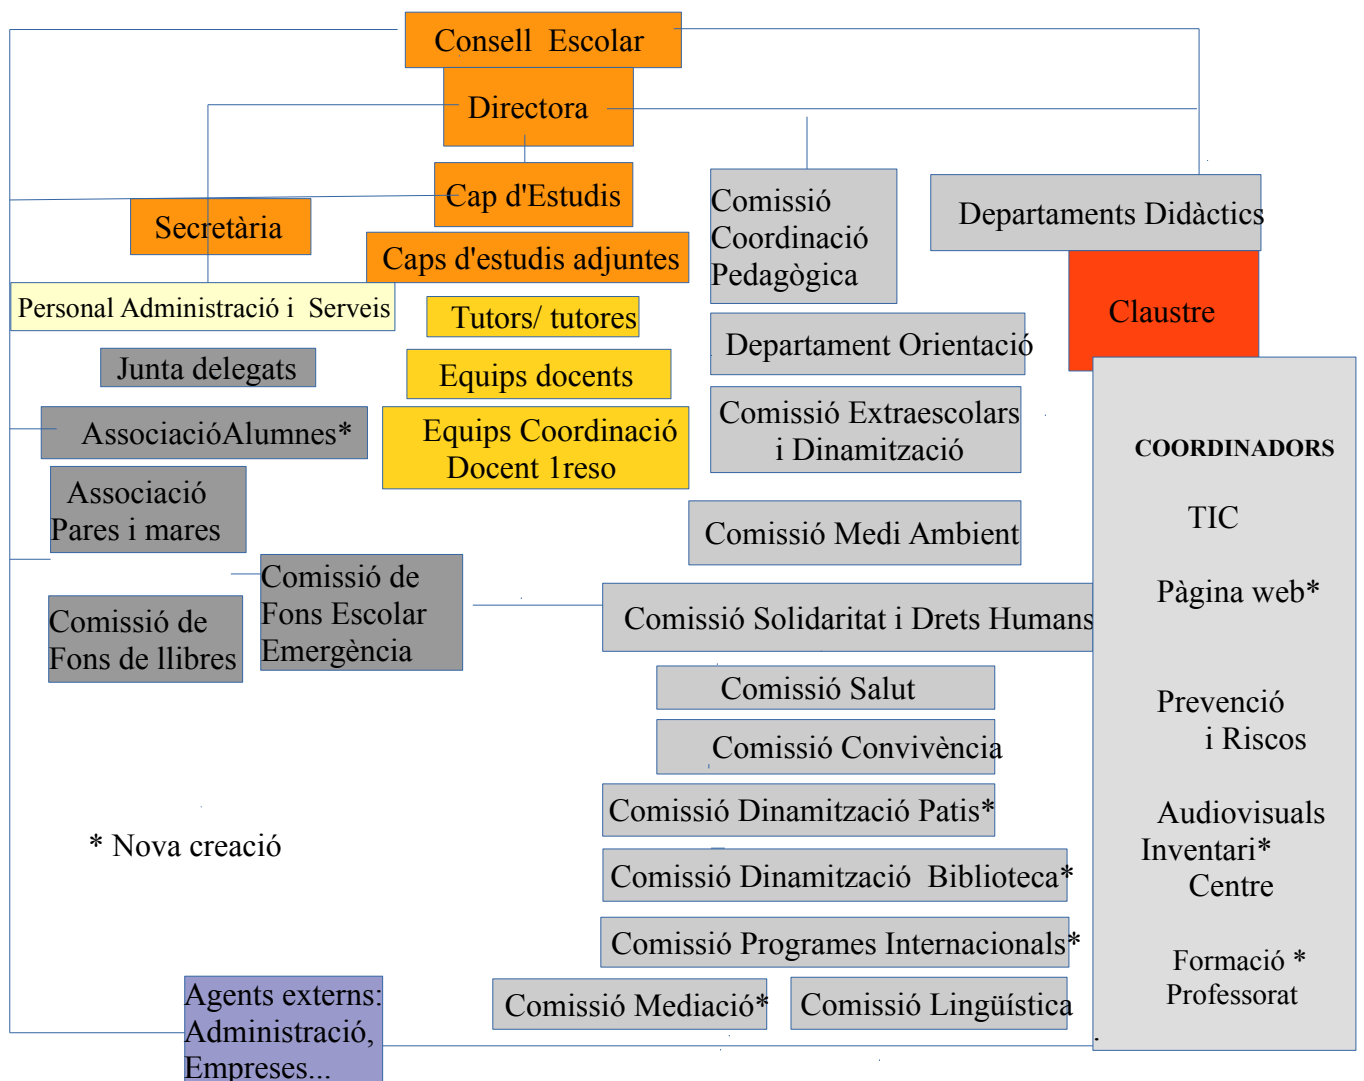 Consell Escolar
Directora
Cap d'Estudis
Secretària
Caps d'estudis adjuntes
Personal Administració i Serveis
Tutors/ tutores
Junta delegats
Equips docents
AssociacióAlumnes*
Equips Coordinació
Docent 1reso
Associació
Pares i mares
Comissió de
Fons Escolar
Emergència
Comissió de
Fons de llibres
Comissió
Coordinació
Pedagògica
Departaments Didàctics
Claustre
Departament Orientació
Comissió Extraescolars
i Dinamització
Comissió Medi Ambient
Comissió Solidaritat i Drets Humans
Comissió Salut
Comissió Convivència
Comissió Dinamització Patis*
Comissió Dinamització Biblioteca*
Comissió Programes Internacionals*
Comissió Mediació*
Comissió Lingüística
COORDINADORS
TIC
Pàgina web*
Prevenció
i Riscos
Audiovisuals
Inventari*
Centre
Formació *
Professorat
* Nova creació
Agents externs:
Administració,
Empreses...